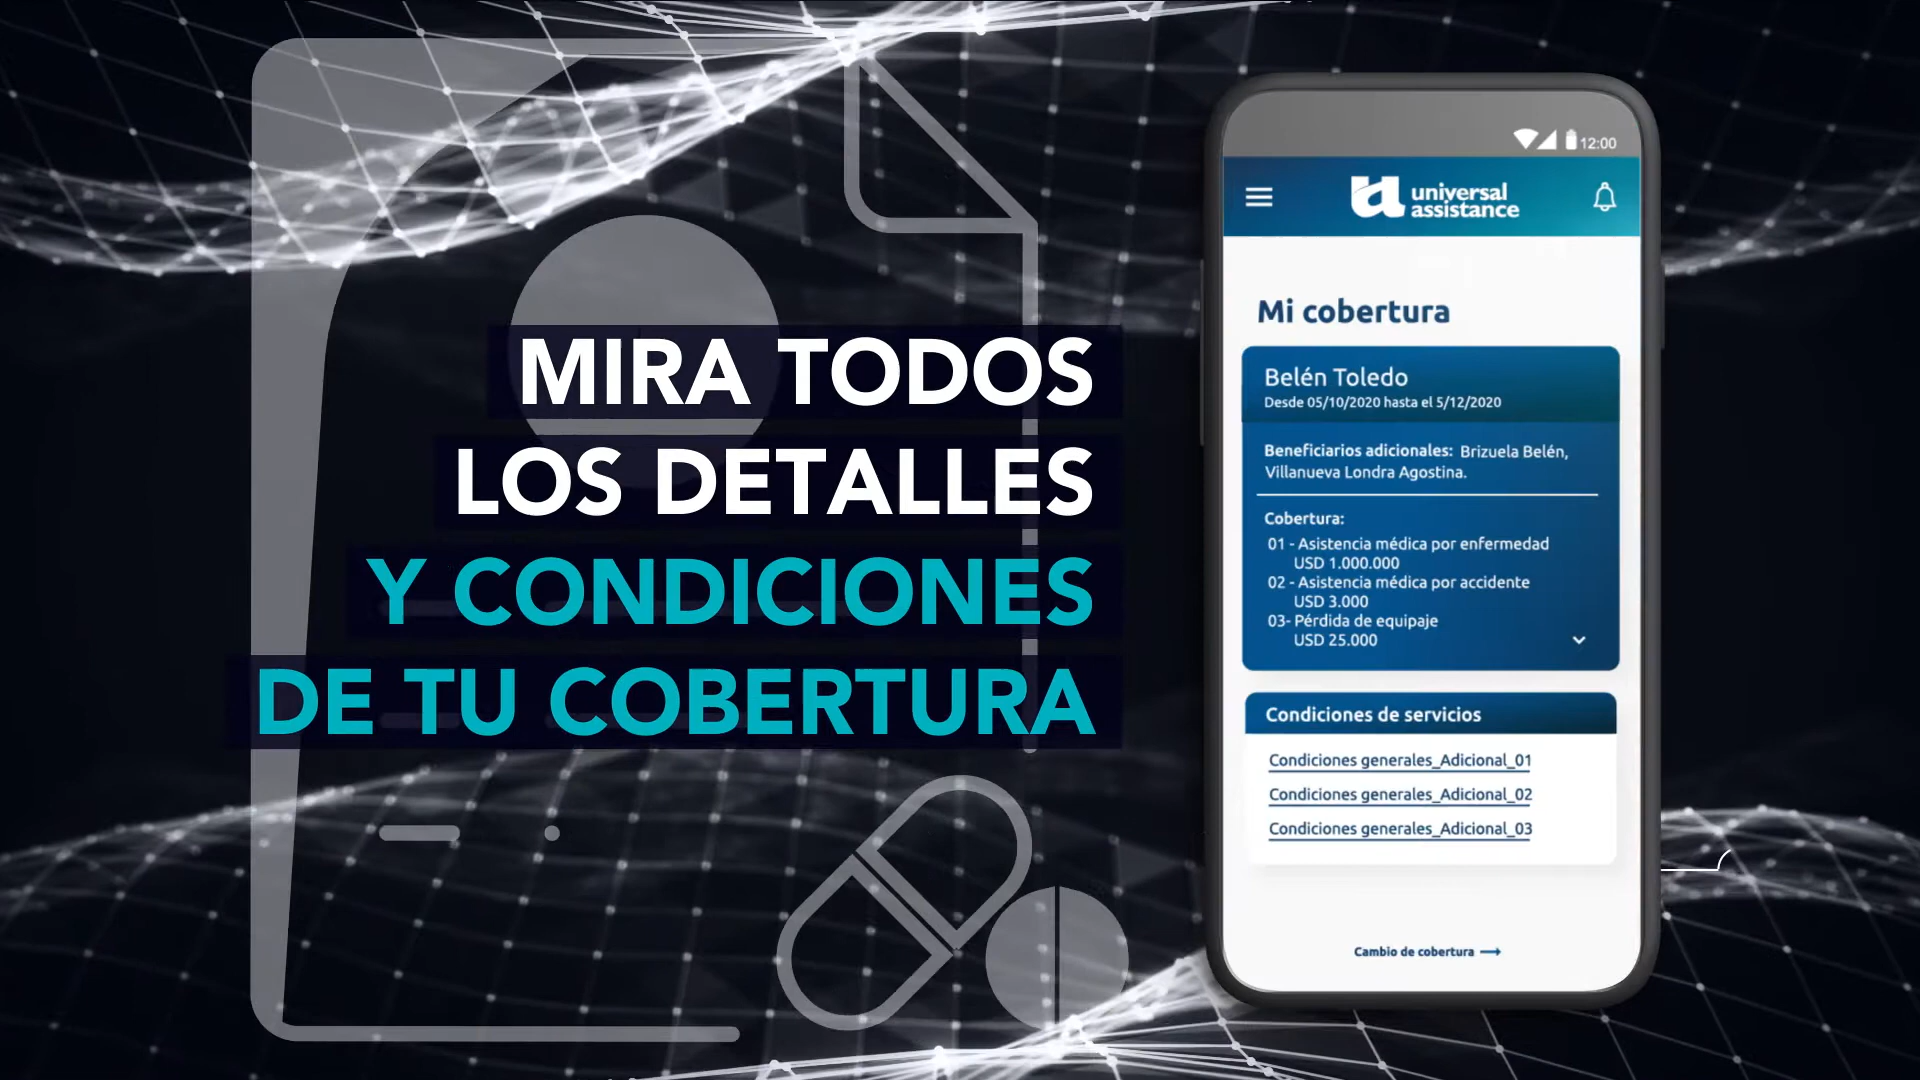 MIRA TODOS
LOS DETALLES
Y CONDICIONES
DE TU COBERTURA
12:00
universal
assistance
Mi cobertura
Belén Toledo
Desde 05/10/2020 hasta el 5/12/2020
Beneficiarios adicionales: Brizuela Belén,
Villanueva Londra Agostina.
Cobertura:
01 - Asistencia médica por enfermedad
USD 1.000.000
02 - Asistencia médica por accidente
USD 3.000
03- Pérdida de equipaje
USD 25.000
Condiciones de servicios
Condiciones generales_Adicional_01
Condiciones generales_Adicional_02
Condiciones generales_Adicional_03
Cambio de cobertura